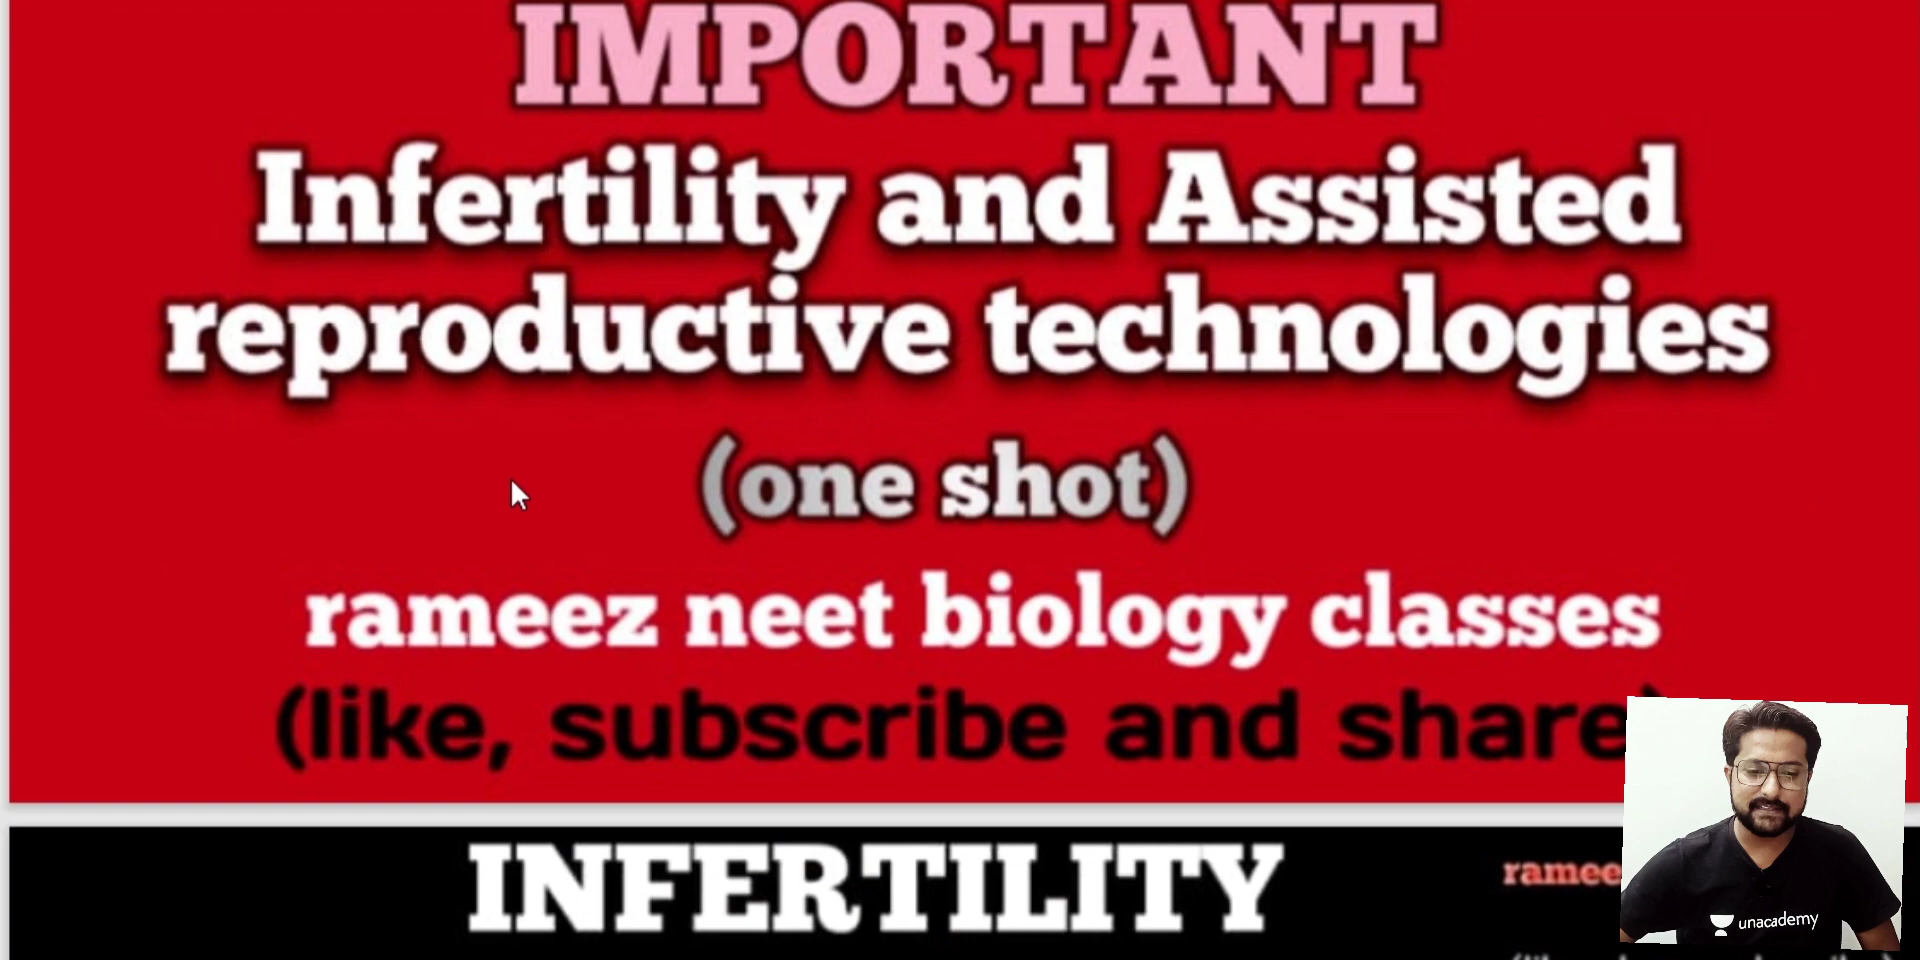 IMPORTANT
Infertility and Assisted
reproductive technologies
(one shot)
rameez neet biology classes
(like, subscribe and share)
INFERTILITY
unacademy